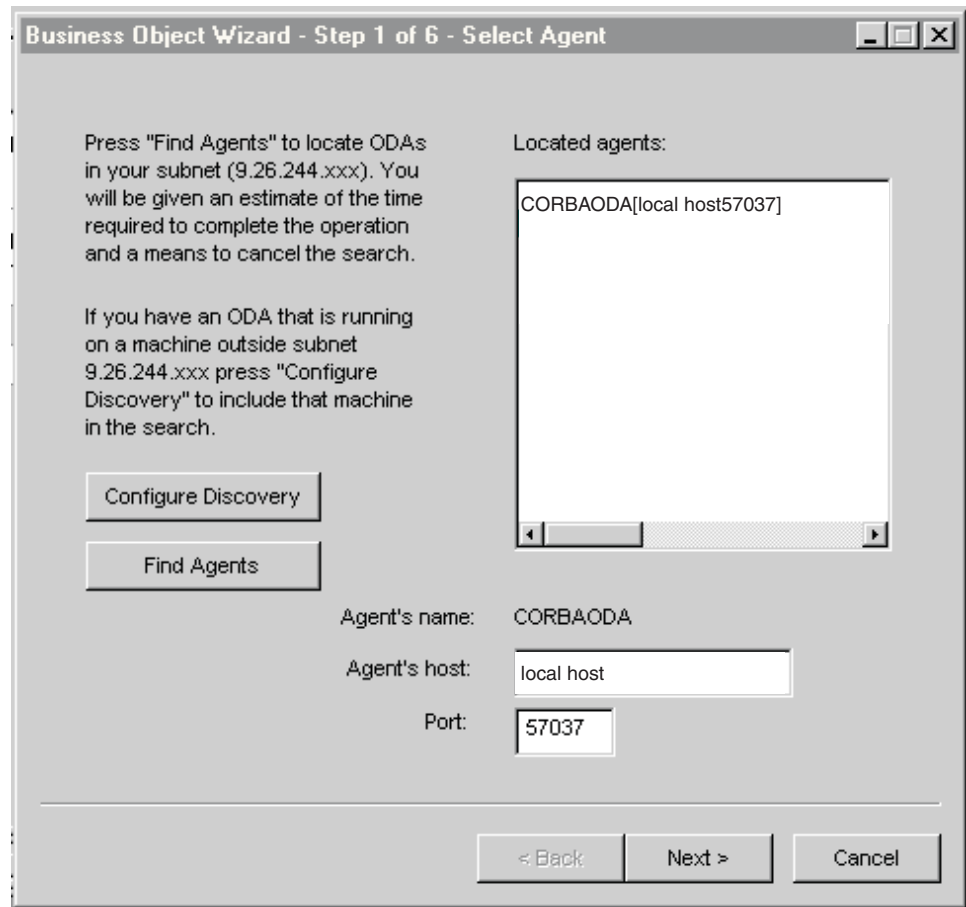 Business Object Wizard - Step 1 of 6 - Select Agent
Press "Find Agents" to locate ODAs
in your subnet (9.26.244.xxx). You
will be given an estimate of the time
required to complete the operation
and a means to cancel the search.
If you have an ODA that is running
on a machine outside subnet
9.26.244.xxx press "Configure
Discovery" to include that machine
in the search.
Configure Discovery
Find Agents
Located agents:
CORBAODA[local host57037]
Agent's name: CORBAODA
Agent's host: local host
Port: 57037
< Back Next > Cancel